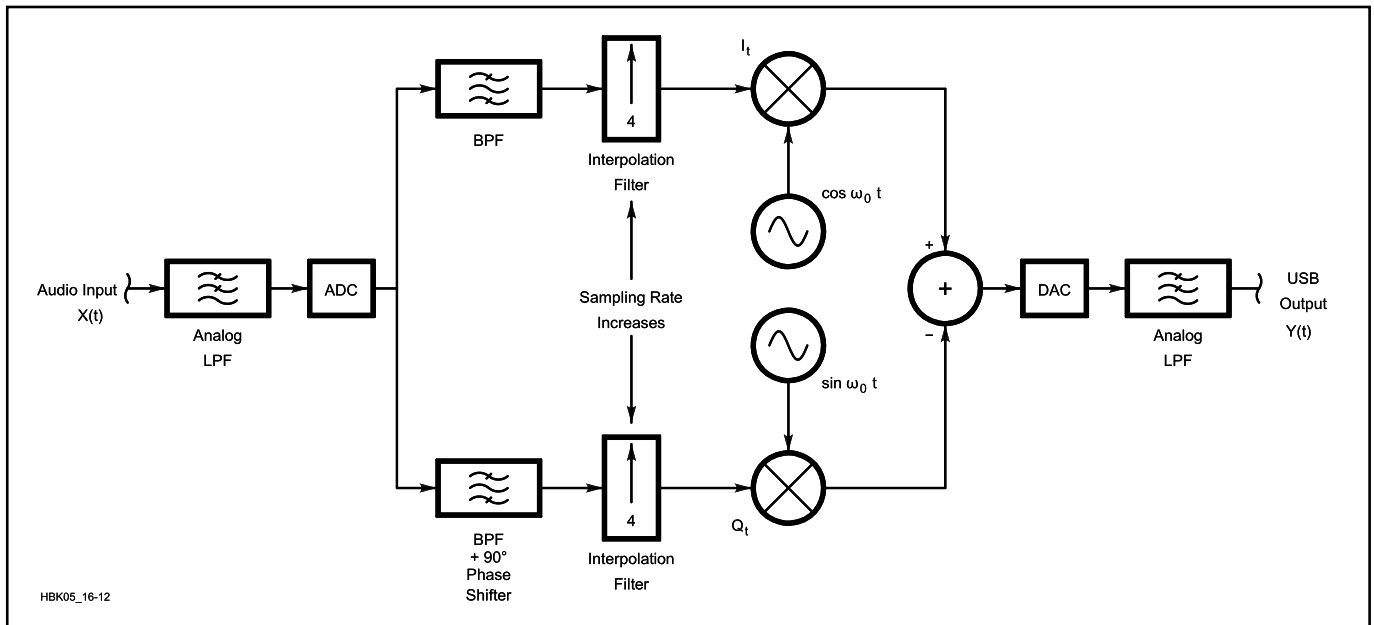 Audio Input
X(t)
Analog
LPF
ADC
BPF
4
Interpolation
Filter
Sampling Rate
Increases
BPF
+ 90°
Phase
Shifter
4
Interpolation
Filter
Iₜ
cos ω₀ t
sin ω₀ t
Qₜ
+
+
–
DAC
Analog
LPF
USB
Output
Y(t)
HBK05_16-12